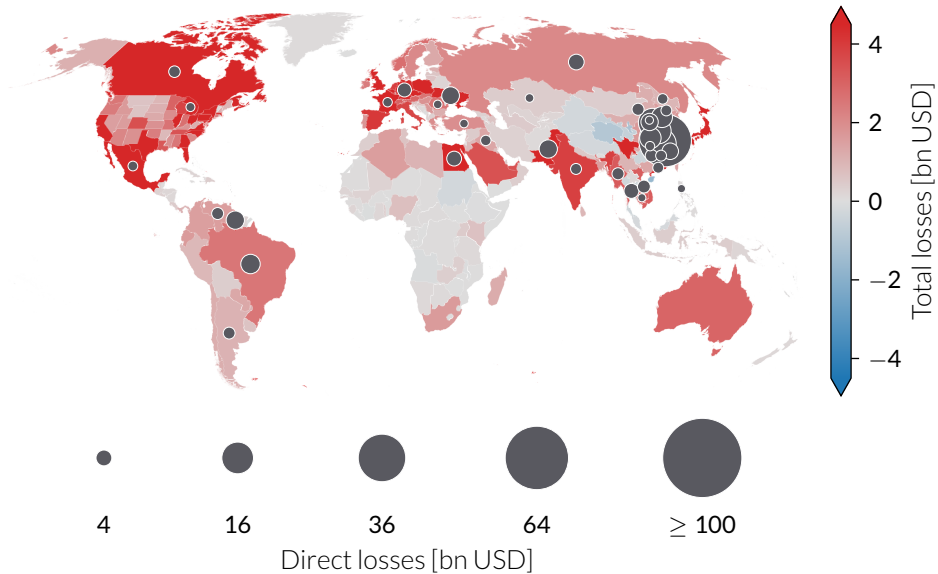 4
2
0
−2
−4
Total losses [bn USD]
4 16 36 64 ≥ 100
Direct losses [bn USD]